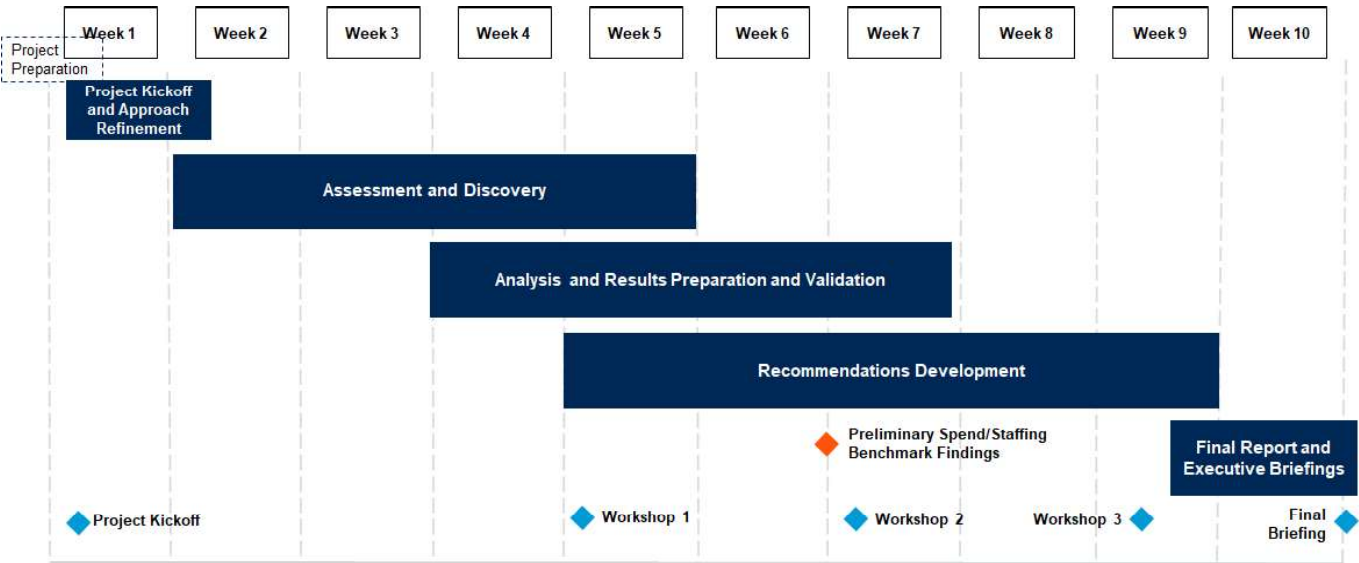 Week 1
Week 2
Week 3
Week 4
Week 5
Week 6
Week 7
Week 8
Week 9
Week 10
Project
Preparation
Project Kickoff
and Approach
Refinement
Assessment and Discovery
Analysis and Results Preparation and Validation
Recommendations Development
Preliminary Spend/Staffing
Benchmark Findings
Final Report and
Executive Briefings
Project Kickoff
Workshop 1
Workshop 2
Workshop 3
Final
Briefing